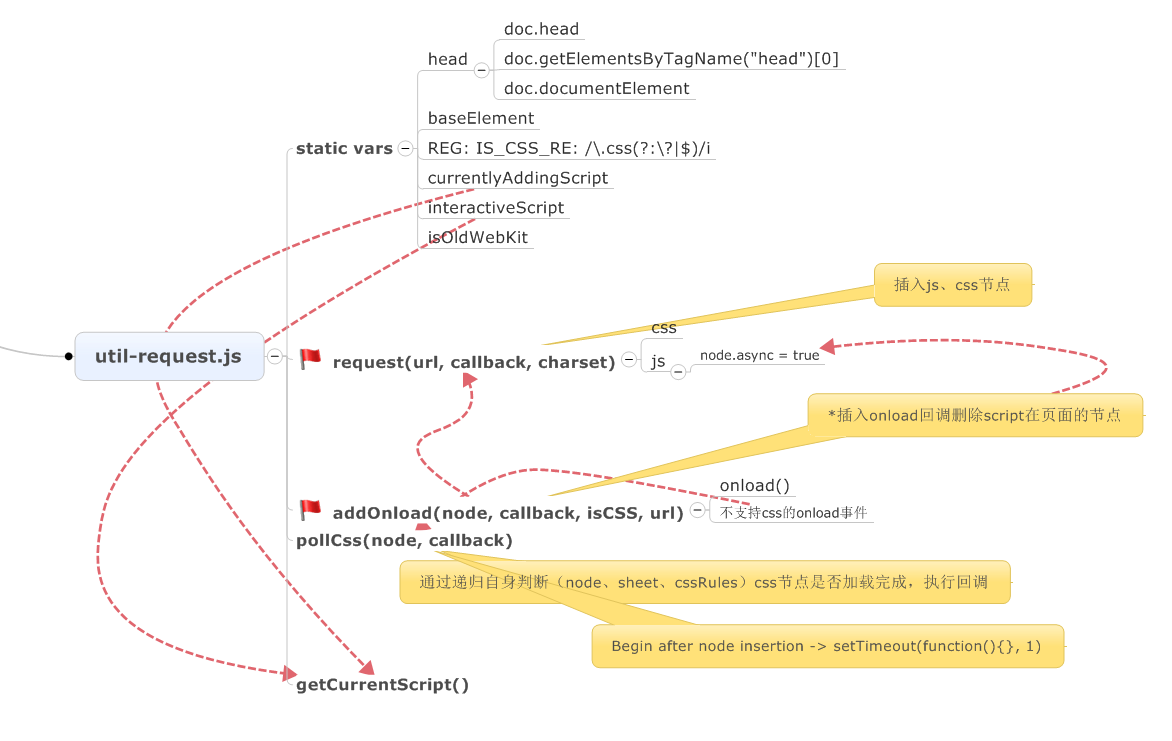 util-request.js
static vars
head
doc.head
doc.getElementsByTagName("head")[0]
doc.documentElement
baseElement
REG: IS_CSS_RE: /\.css(?:\?|$)/i
currentlyAddingScript
interactiveScript
isOldWebKit
插入js、css节点
request(url, callback, charset)
css
js
node.async = true
*插入onload回调删除script在页面的节点
addOnload(node, callback, isCSS, url)
onload()
不支持css的onload事件
pollCss(node, callback)
通过递归自身判断（node、sheet、cssRules）css节点是否加载完成，执行回调
Begin after node insertion -> setTimeout(function(){}, 1)
getCurrentScript()